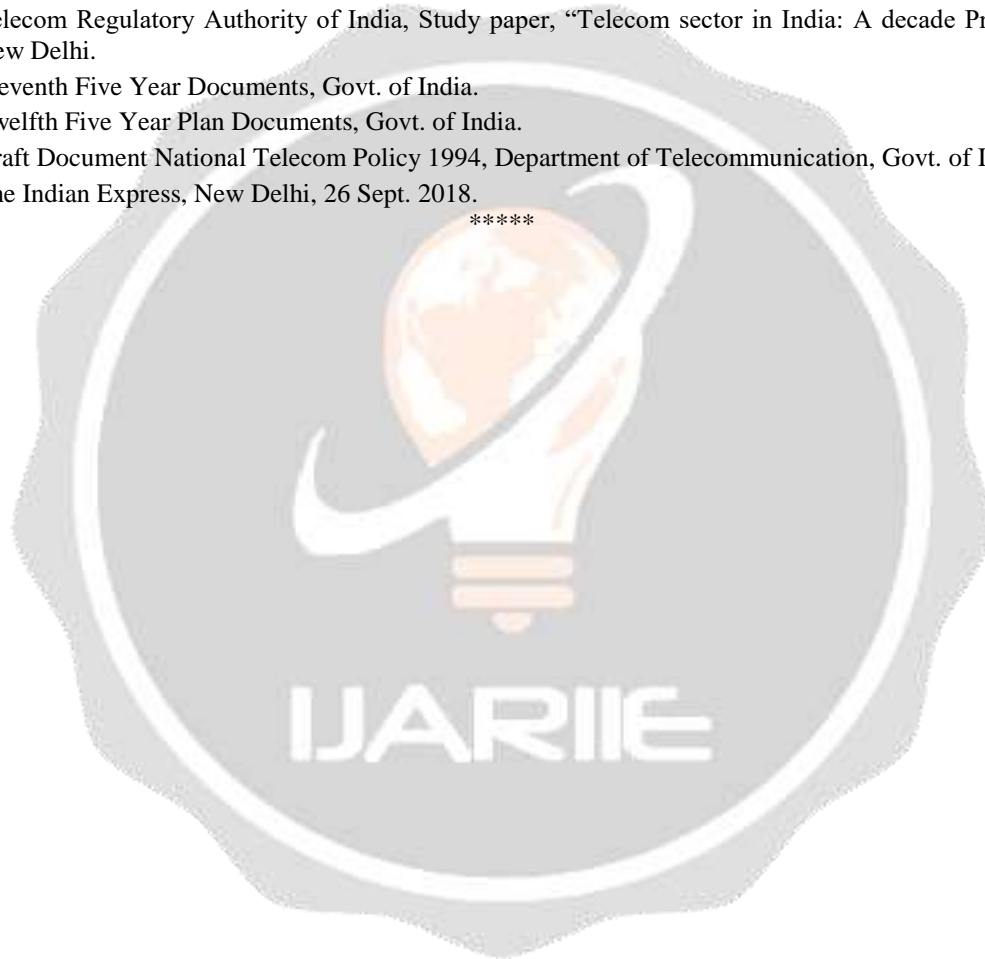 elecom Regulatory Authority of India, Study paper, “Telecom sector in India: A decade Pr
ew Delhi.
eventh Five Year Documents, Govt. of India.
welfth Five Year Plan Documents, Govt. of India.
raft Document National Telecom Policy 1994, Department of Telecommunication, Govt. of I
he Indian Express, New Delhi, 26 Sept. 2018.
*****
IJARIIE